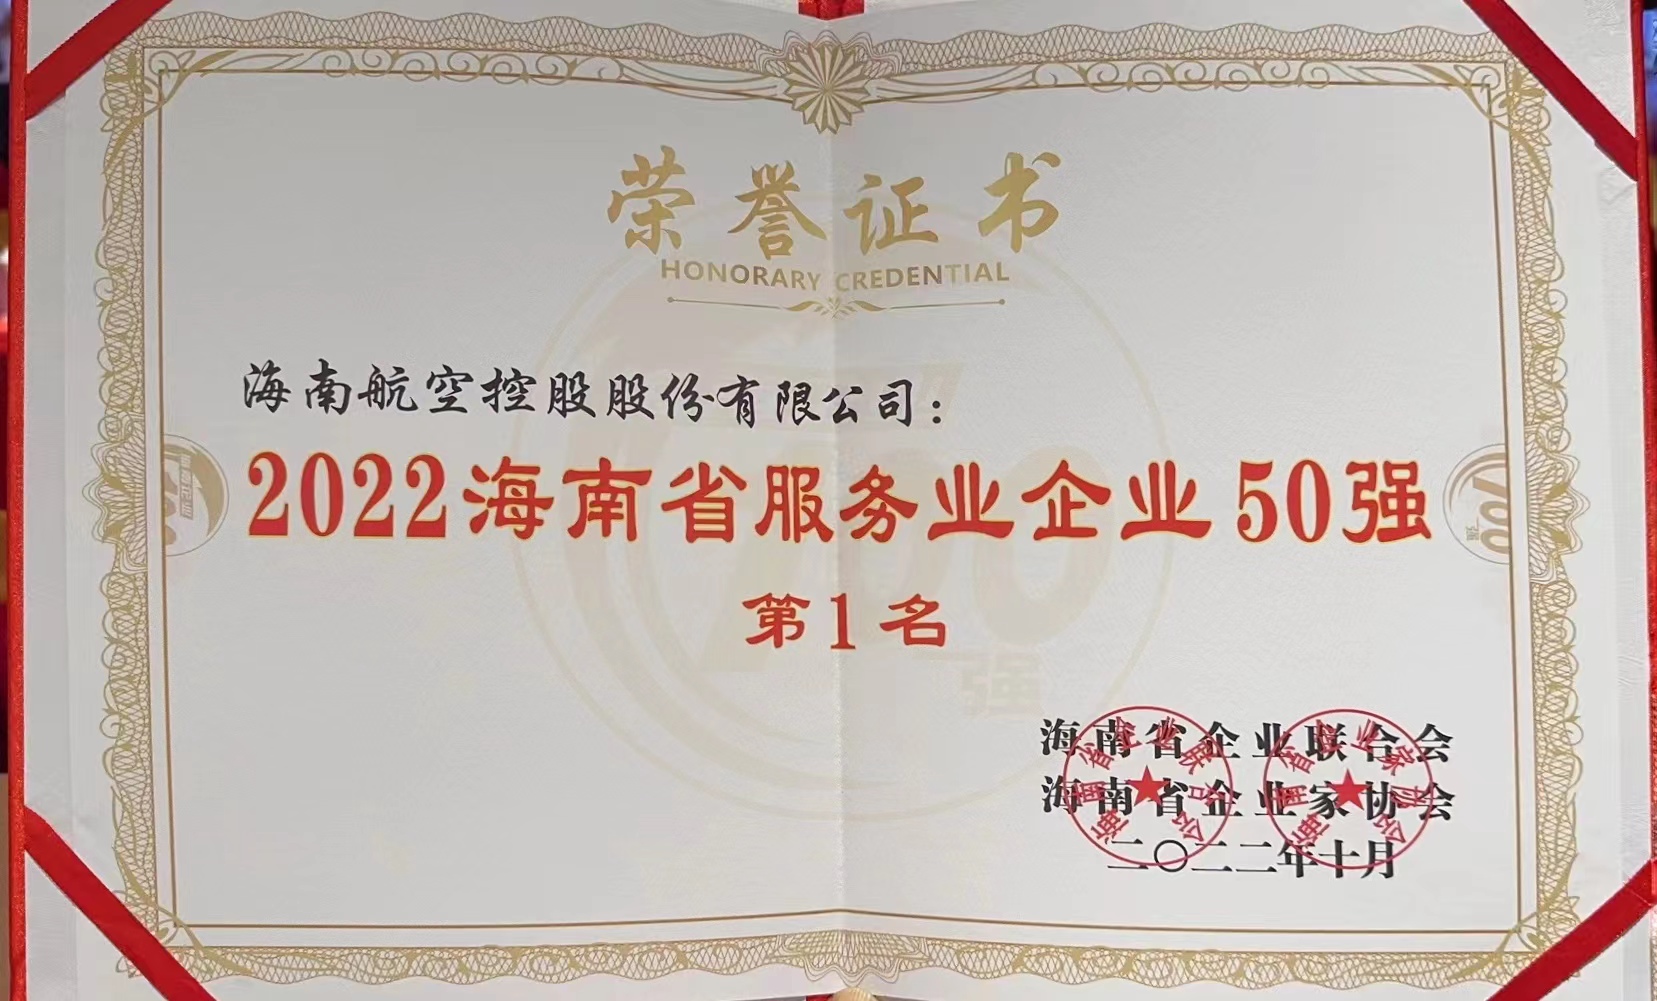 荣誉证书
HONORARY CREDENTIAL
海南航空控股股份有限公司：
2022海南省服务业企业50强
第1名
强
海南省企业联合会
海南省企业家协会
二〇二二年十月
100
强